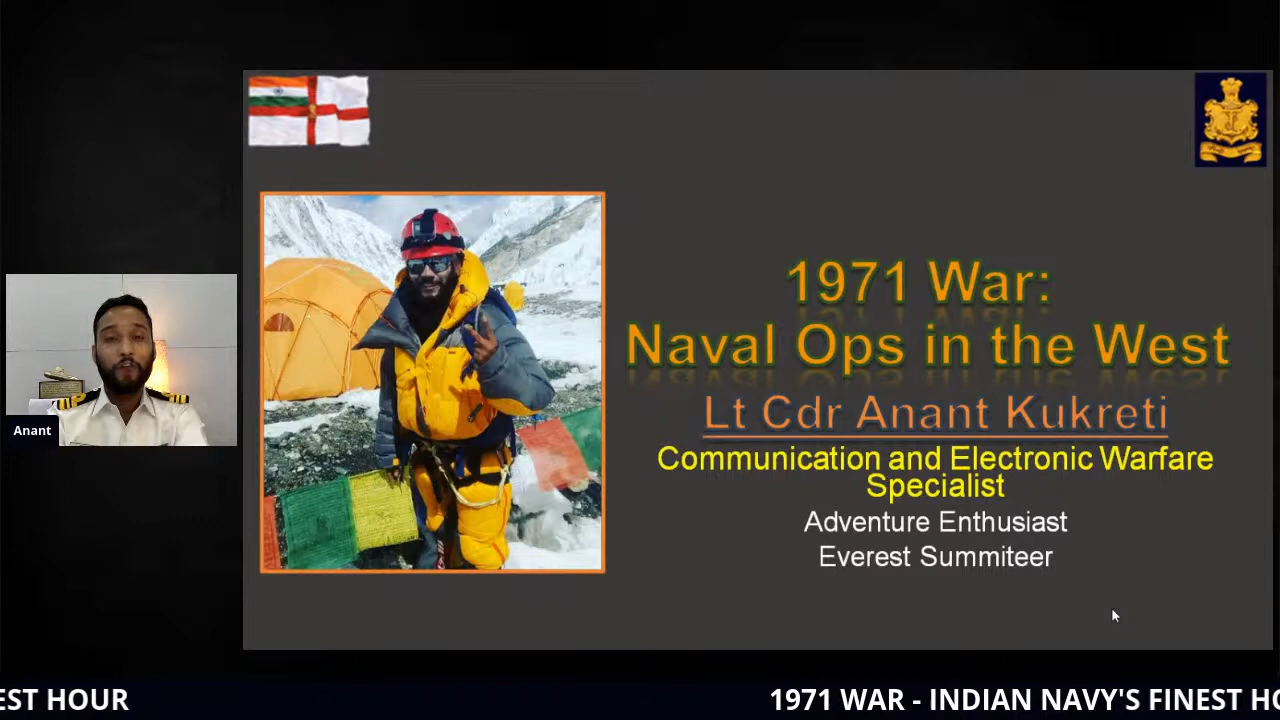 1971 War:
Naval Ops in the West
Lt Cdr Anant Kukreti
Communication and Electronic Warfare
Specialist
Adventure Enthusiast
Everest Summiteer
Anant
EST HOUR
1971 WAR - INDIAN NAVY'S FINEST HO